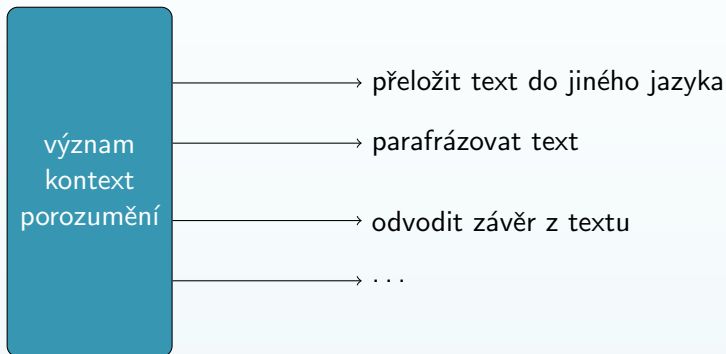 význam
kontext
porozumění
přeložit text do jiného jazyka
parafrázovat text
odvodit závěr z textu
...